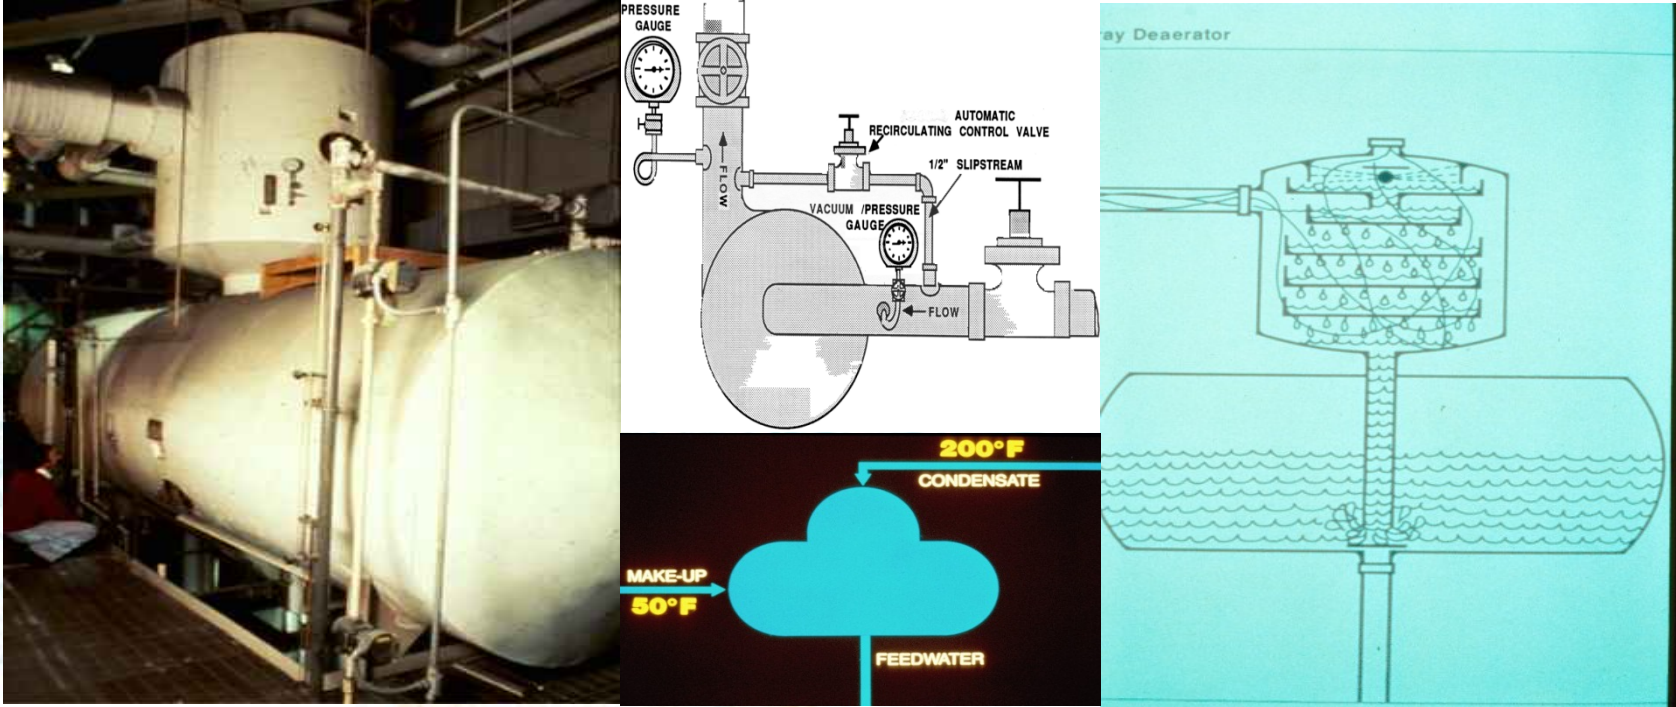 PRESSURE
GAUGE
AUTOMATIC
RECIRCULATING CONTROL VALVE
1/2" SLIPSTREAM
FLOW
VACUUM /PRESSURE
GAUGE
FLOW
200°F
CONDENSATE
MAKE-UP
50°F
FEEDWATER
ray Deaerator